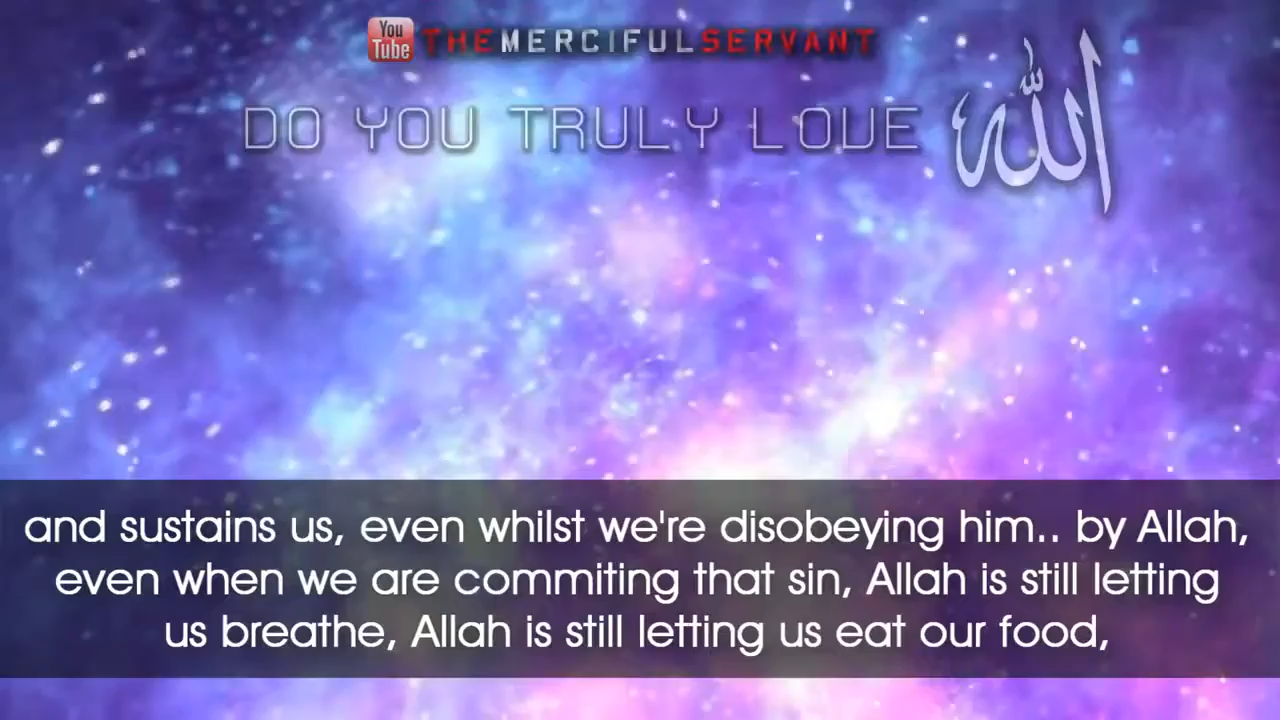 You Tube THEMERCIFULSERVANT
DO YOU TRULY LOVE الله
and sustains us, even whilst we're disobeying him.. by Allah,
even when we are commiting that sin, Allah is still letting
us breathe, Allah is still letting us eat our food,